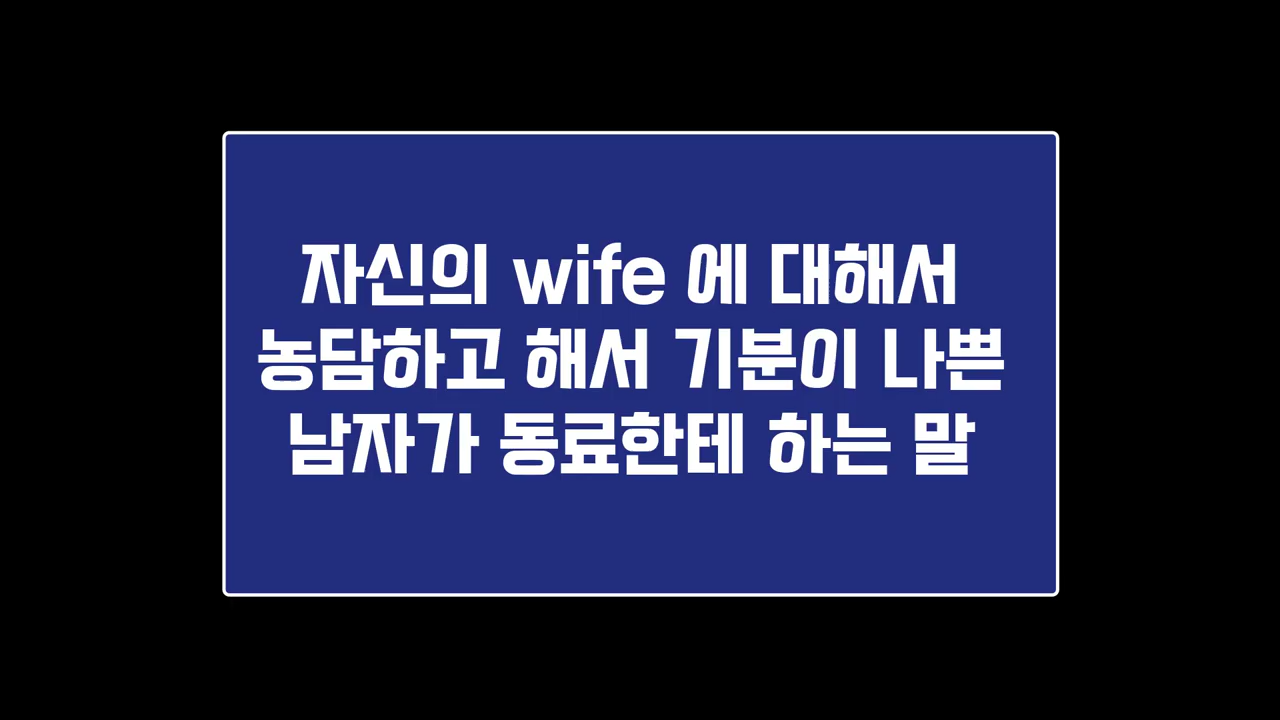 자신의 wife 에 대해서
농담하고 해서 기분이 나쁜
남자가 동료한테 하는 말